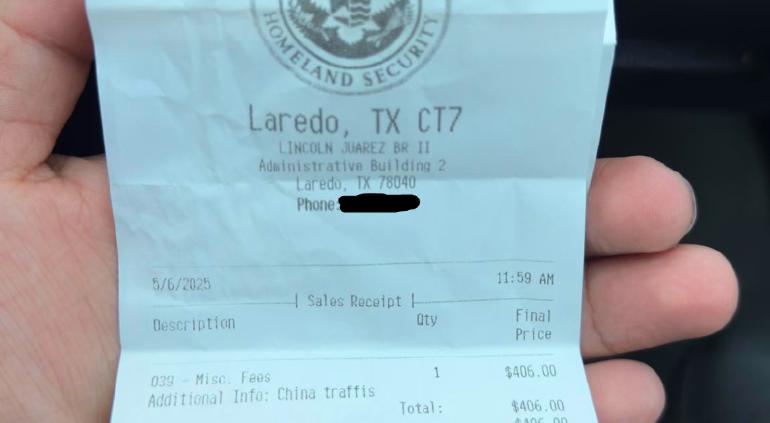 HOMELAND SECURITY
Laredo, TX CT7
LINCOLN JUAREZ BR II
Administrative Building 2
Laredo, TX 78040
Phone:
5/6/2025 11:59 AM
Sales Receipt
Description Qty Final
Price
039 - Misc. Fees 1 $406.00
Additional Info: China traffis
Total: $406.00
$406.00